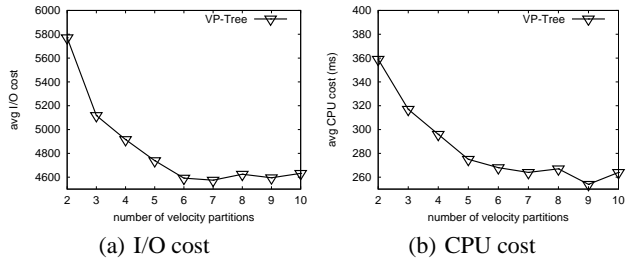 6000
5800
5600
5400
5200
5000
4800
4600
avg I/O cost
VP-Tree
2 3 4 5 6 7 8 9 10
number of velocity partitions
(a) I/O cost
400
380
360
340
320
300
280
260
avg CPU cost (ms)
VP-Tree
2 3 4 5 6 7 8 9 10
number of velocity partitions
(b) CPU cost